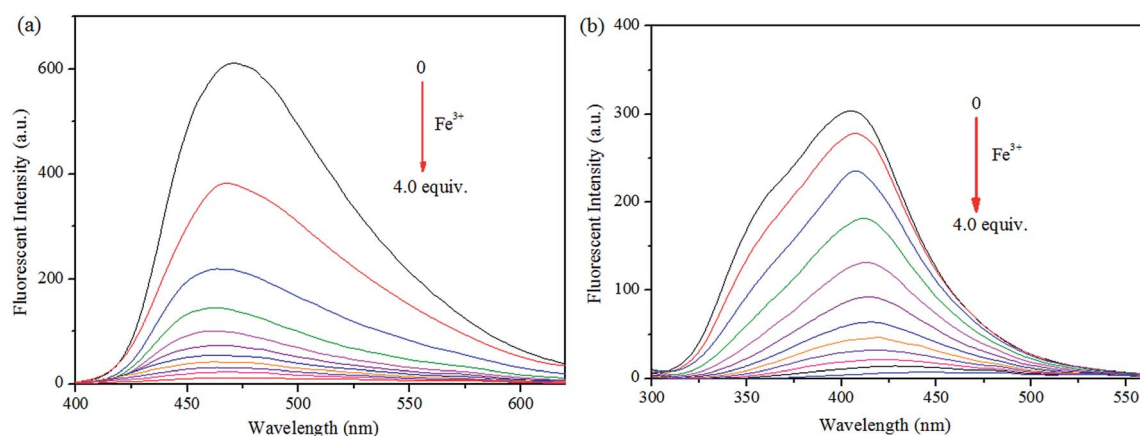 (a)
600
400
200
0
400
450
500
550
600
Fluorescent Intensity (a.u.)
Wavelength (nm)
0
Fe³⁺
4.0 equiv.
(b)
400
300
200
100
0
300
350
400
450
500
550
Fluorescent Intensity (a.u.)
Wavelength (nm)
0
Fe³⁺
4.0 equiv.